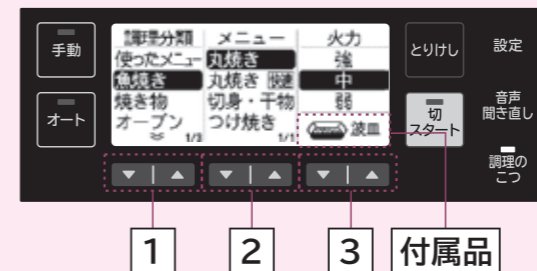 手動
オート
調理分類 メニュー 火力
使ったメニュー 丸焼き 強
魚焼き 丸焼き 快速 中
焼き物 切身・干物 弱
オーブン つけ焼き 波皿
1/3 1/1
とりけし
切
スタート
設定
音声
聞き直し
調理の
こつ
▼ | ▲ ▼ | ▲ ▼ | ▲
1 2 3 付属品